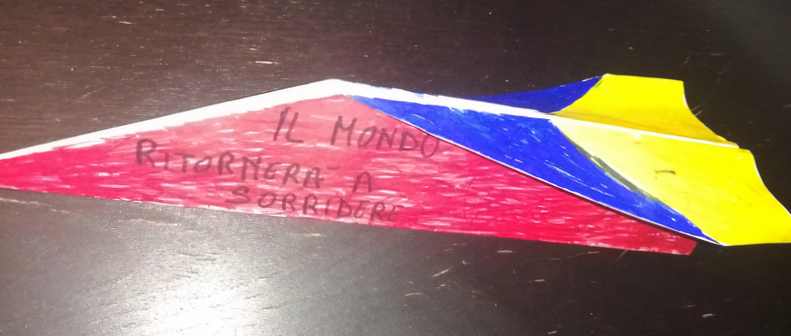 IL MONDO
RITORNERA A
SORRIDERE